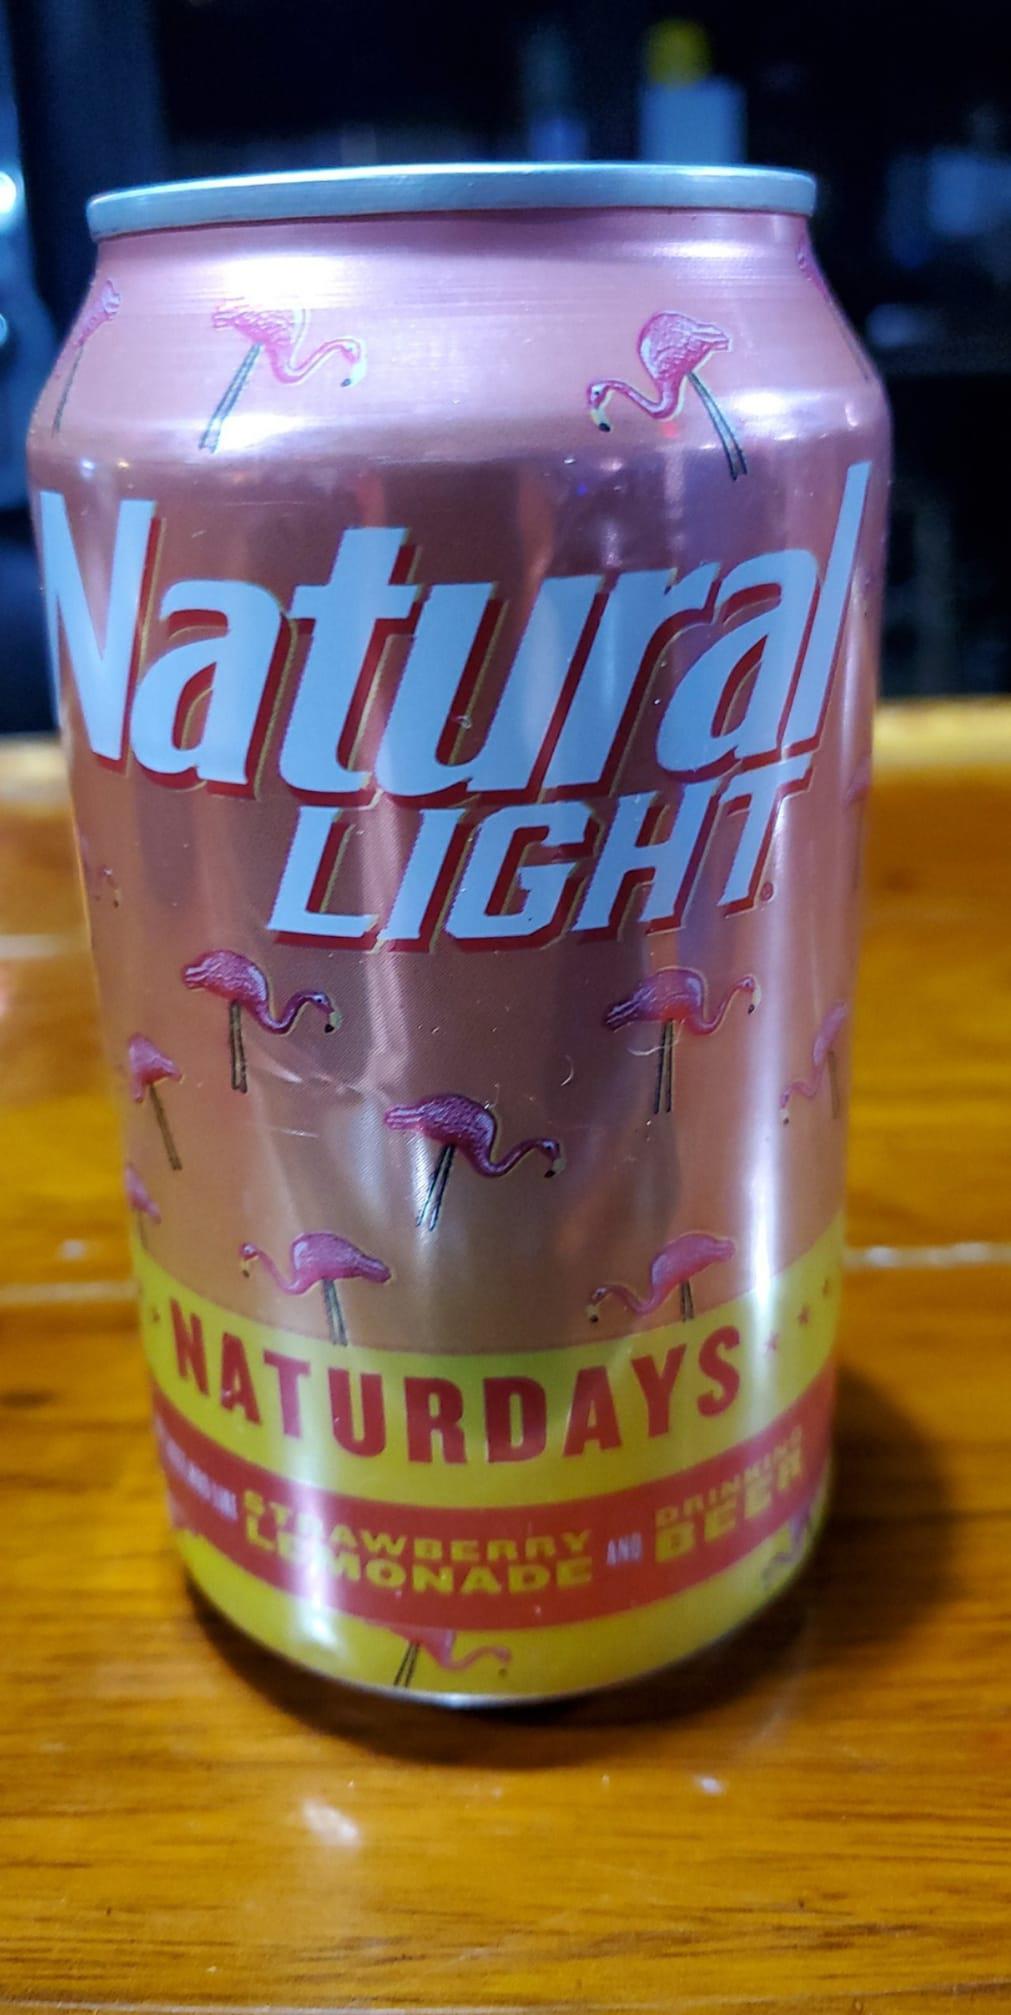 Natural
LIGHT
NATURDAYS
STRAWBERRY
LEMONADE AND
DRINKING
BEER